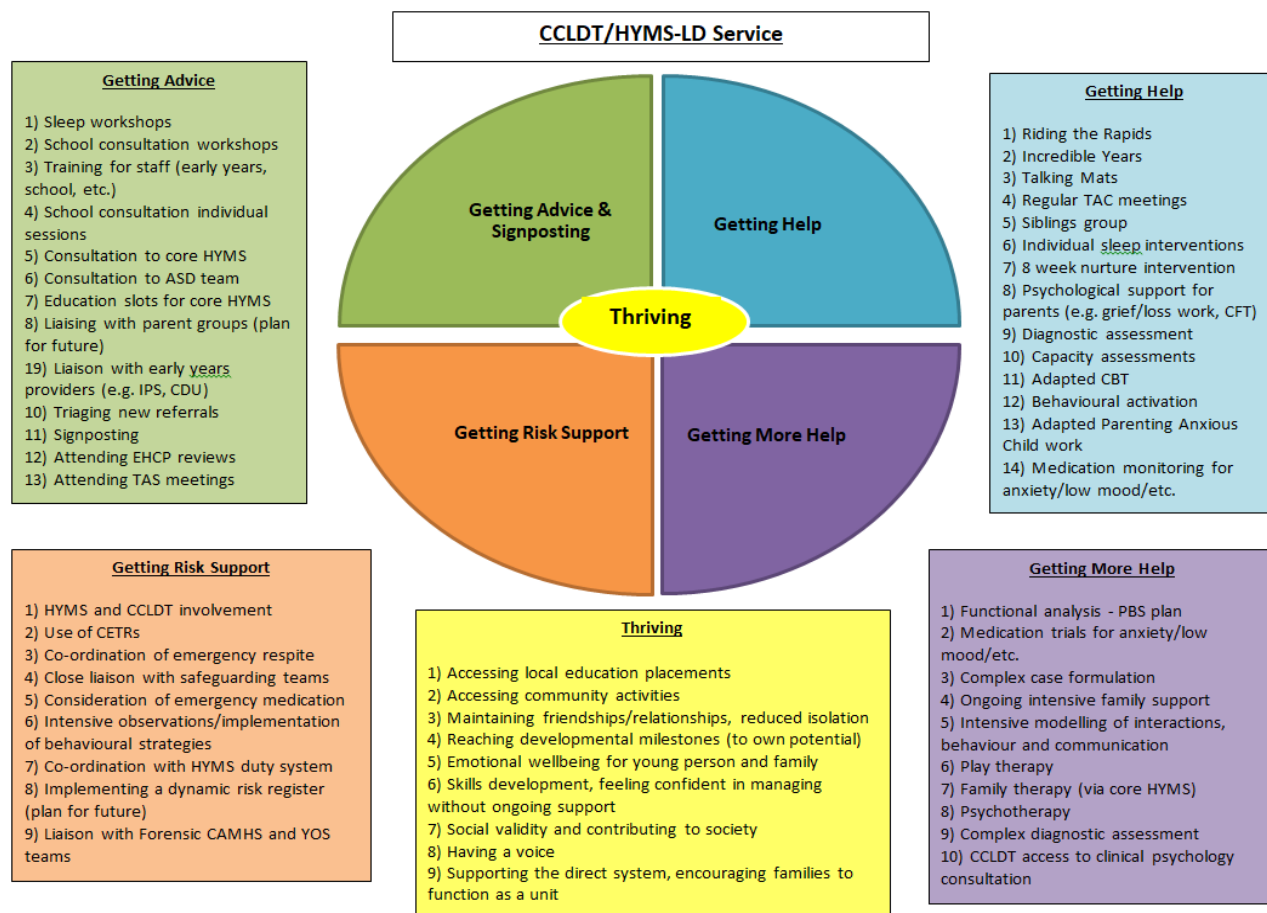 CCLDT/HYMS-LD Service
Getting Advice
1) Sleep workshops
2) School consultation workshops
3) Training for staff (early years,
school, etc.)
4) School consultation individual
sessions
5) Consultation to core HYMS
6) Consultation to ASD team
7) Education slots for core HYMS
8) Liaising with parent groups (plan
for future)
19) Liaison with early years
providers (e.g. IPS, CDU)
10) Triaging new referrals
11) Signposting
12) Attending EHCP reviews
13) Attending TAS meetings
Getting Advice &
Signposting
Getting Help
Thriving
Getting Risk Support
Getting More Help
Getting Help
1) Riding the Rapids
2) Incredible Years
3) Talking Mats
4) Regular TAC meetings
5) Siblings group
6) Individual sleep interventions
7) 8 week nurture intervention
8) Psychological support for
parents (e.g. grief/loss work, CFT)
9) Diagnostic assessment
10) Capacity assessments
11) Adapted CBT
12) Behavioural activation
13) Adapted Parenting Anxious
Child work
14) Medication monitoring for
anxiety/low mood/etc.
Getting Risk Support
1) HYMS and CCLDT involvement
2) Use of CETRs
3) Co-ordination of emergency respite
4) Close liaison with safeguarding teams
5) Consideration of emergency medication
6) Intensive observations/implementation
of behavioural strategies
7) Co-ordination with HYMS duty system
8) Implementing a dynamic risk register
(plan for future)
9) Liaison with Forensic CAMHS and YOS
teams
Thriving
1) Accessing local education placements
2) Accessing community activities
3) Maintaining friendships/relationships, reduced isolation
4) Reaching developmental milestones (to own potential)
5) Emotional wellbeing for young person and family
6) Skills development, feeling confident in managing
without ongoing support
7) Social validity and contributing to society
8) Having a voice
9) Supporting the direct system, encouraging families to
function as a unit
Getting More Help
1) Functional analysis - PBS plan
2) Medication trials for anxiety/low
mood/etc.
3) Complex case formulation
4) Ongoing intensive family support
5) Intensive modelling of interactions,
behaviour and communication
6) Play therapy
7) Family therapy (via core HYMS)
8) Psychotherapy
9) Complex diagnostic assessment
10) CCLDT access to clinical psychology
consultation